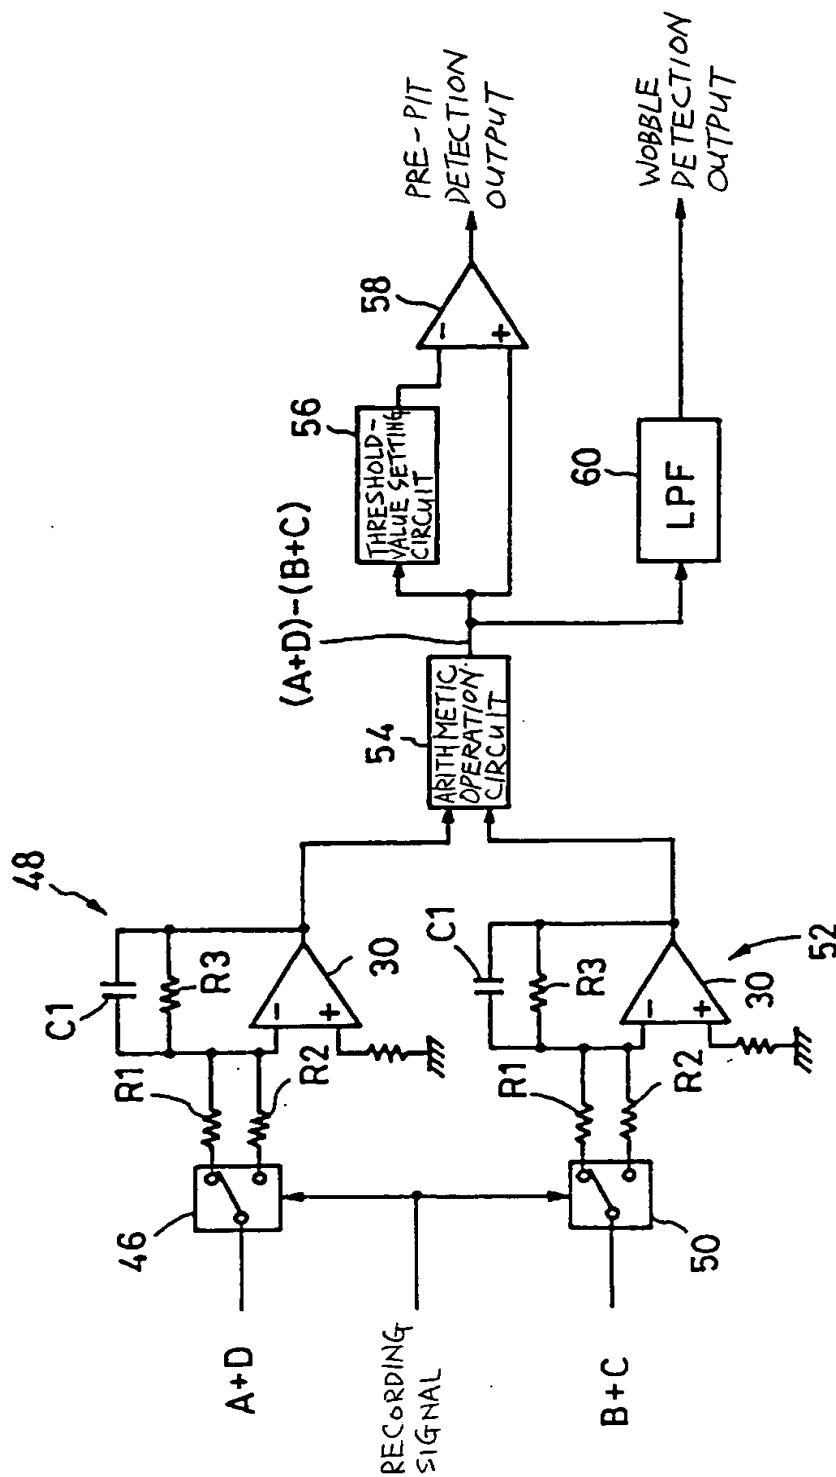 A+D
46
R1
R2
C1
R3
-
+
30
48
RECORDING
SIGNAL
B+C
50
R1
R2
C1
R3
-
+
30
52
54
ARITHMETIC
OPERATION
CIRCUIT
(A+D)-(B+C)
56
THRESHOLD-
VALUE SETTING
CIRCUIT
-
+
58
PRE-PIT
DETECTION
OUTPUT
60
LPF
WOBBLE
DETECTION
OUTPUT